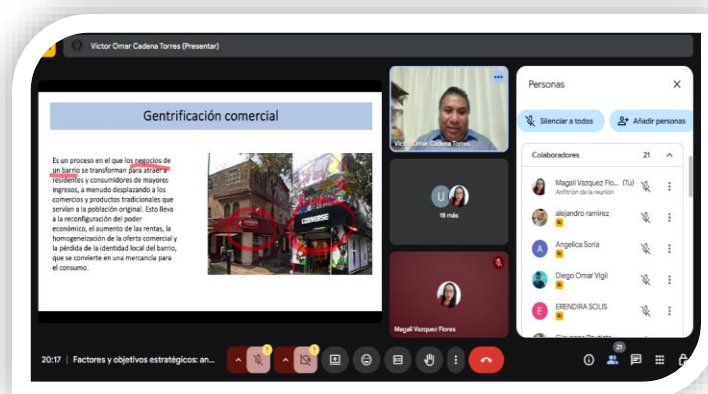 Victor Omar Cadena Torres (Presentar)
Gentrificación comercial
Es un proceso en el que los negocios de
un barrio se transforman para atraer a
residentes y consumidores de mayores
ingresos, a menudo desplazando a los
comercios y productos tradicionales que
servían a la población original. Esto lleva
a la reconfiguración del poder
económico, el aumento de las rentas, la
homogeneización de la oferta comercial y
la pérdida de la identidad local del barrio,
que se convierte en una mercancía para
el consumo.
CONVERSE
Victor Omar Cadena Torres
U
18 más
Magali Vazquez Flores
Personas
Silenciar a todos
Añadir personas
Colaboradores 21
Magali Vazquez Flo... (Tú)
Anfitrión de la reunión
alejandro ramirez
A Angelica Soria
Diego Omar Vigil
E ERENDIRA SOLIS
20:17 | Factores y objetivos estratégicos: an...
21